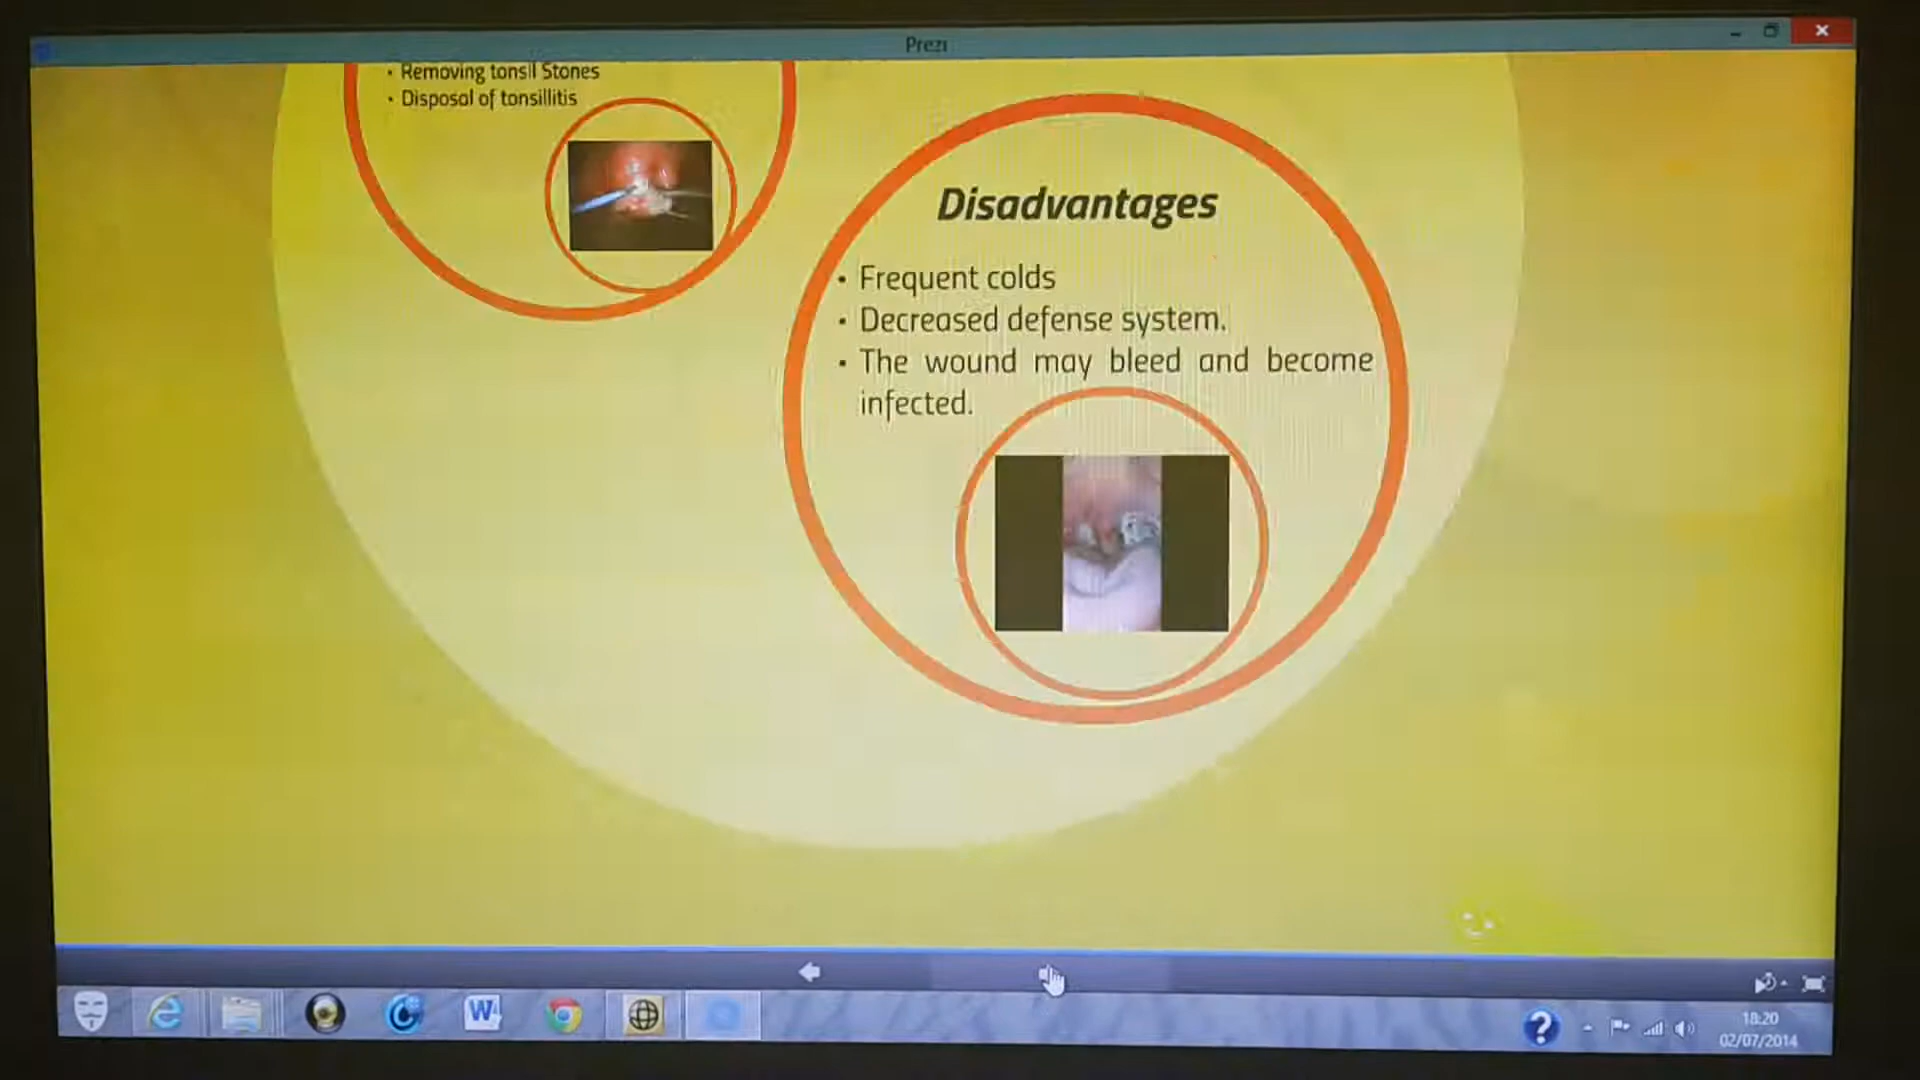 Prezi
• Removing tonsil Stones
• Disposal of tonsillitis
Disadvantages
• Frequent colds
• Decreased defense system.
• The wound may bleed and become
infected.
18:20
02/07/2014